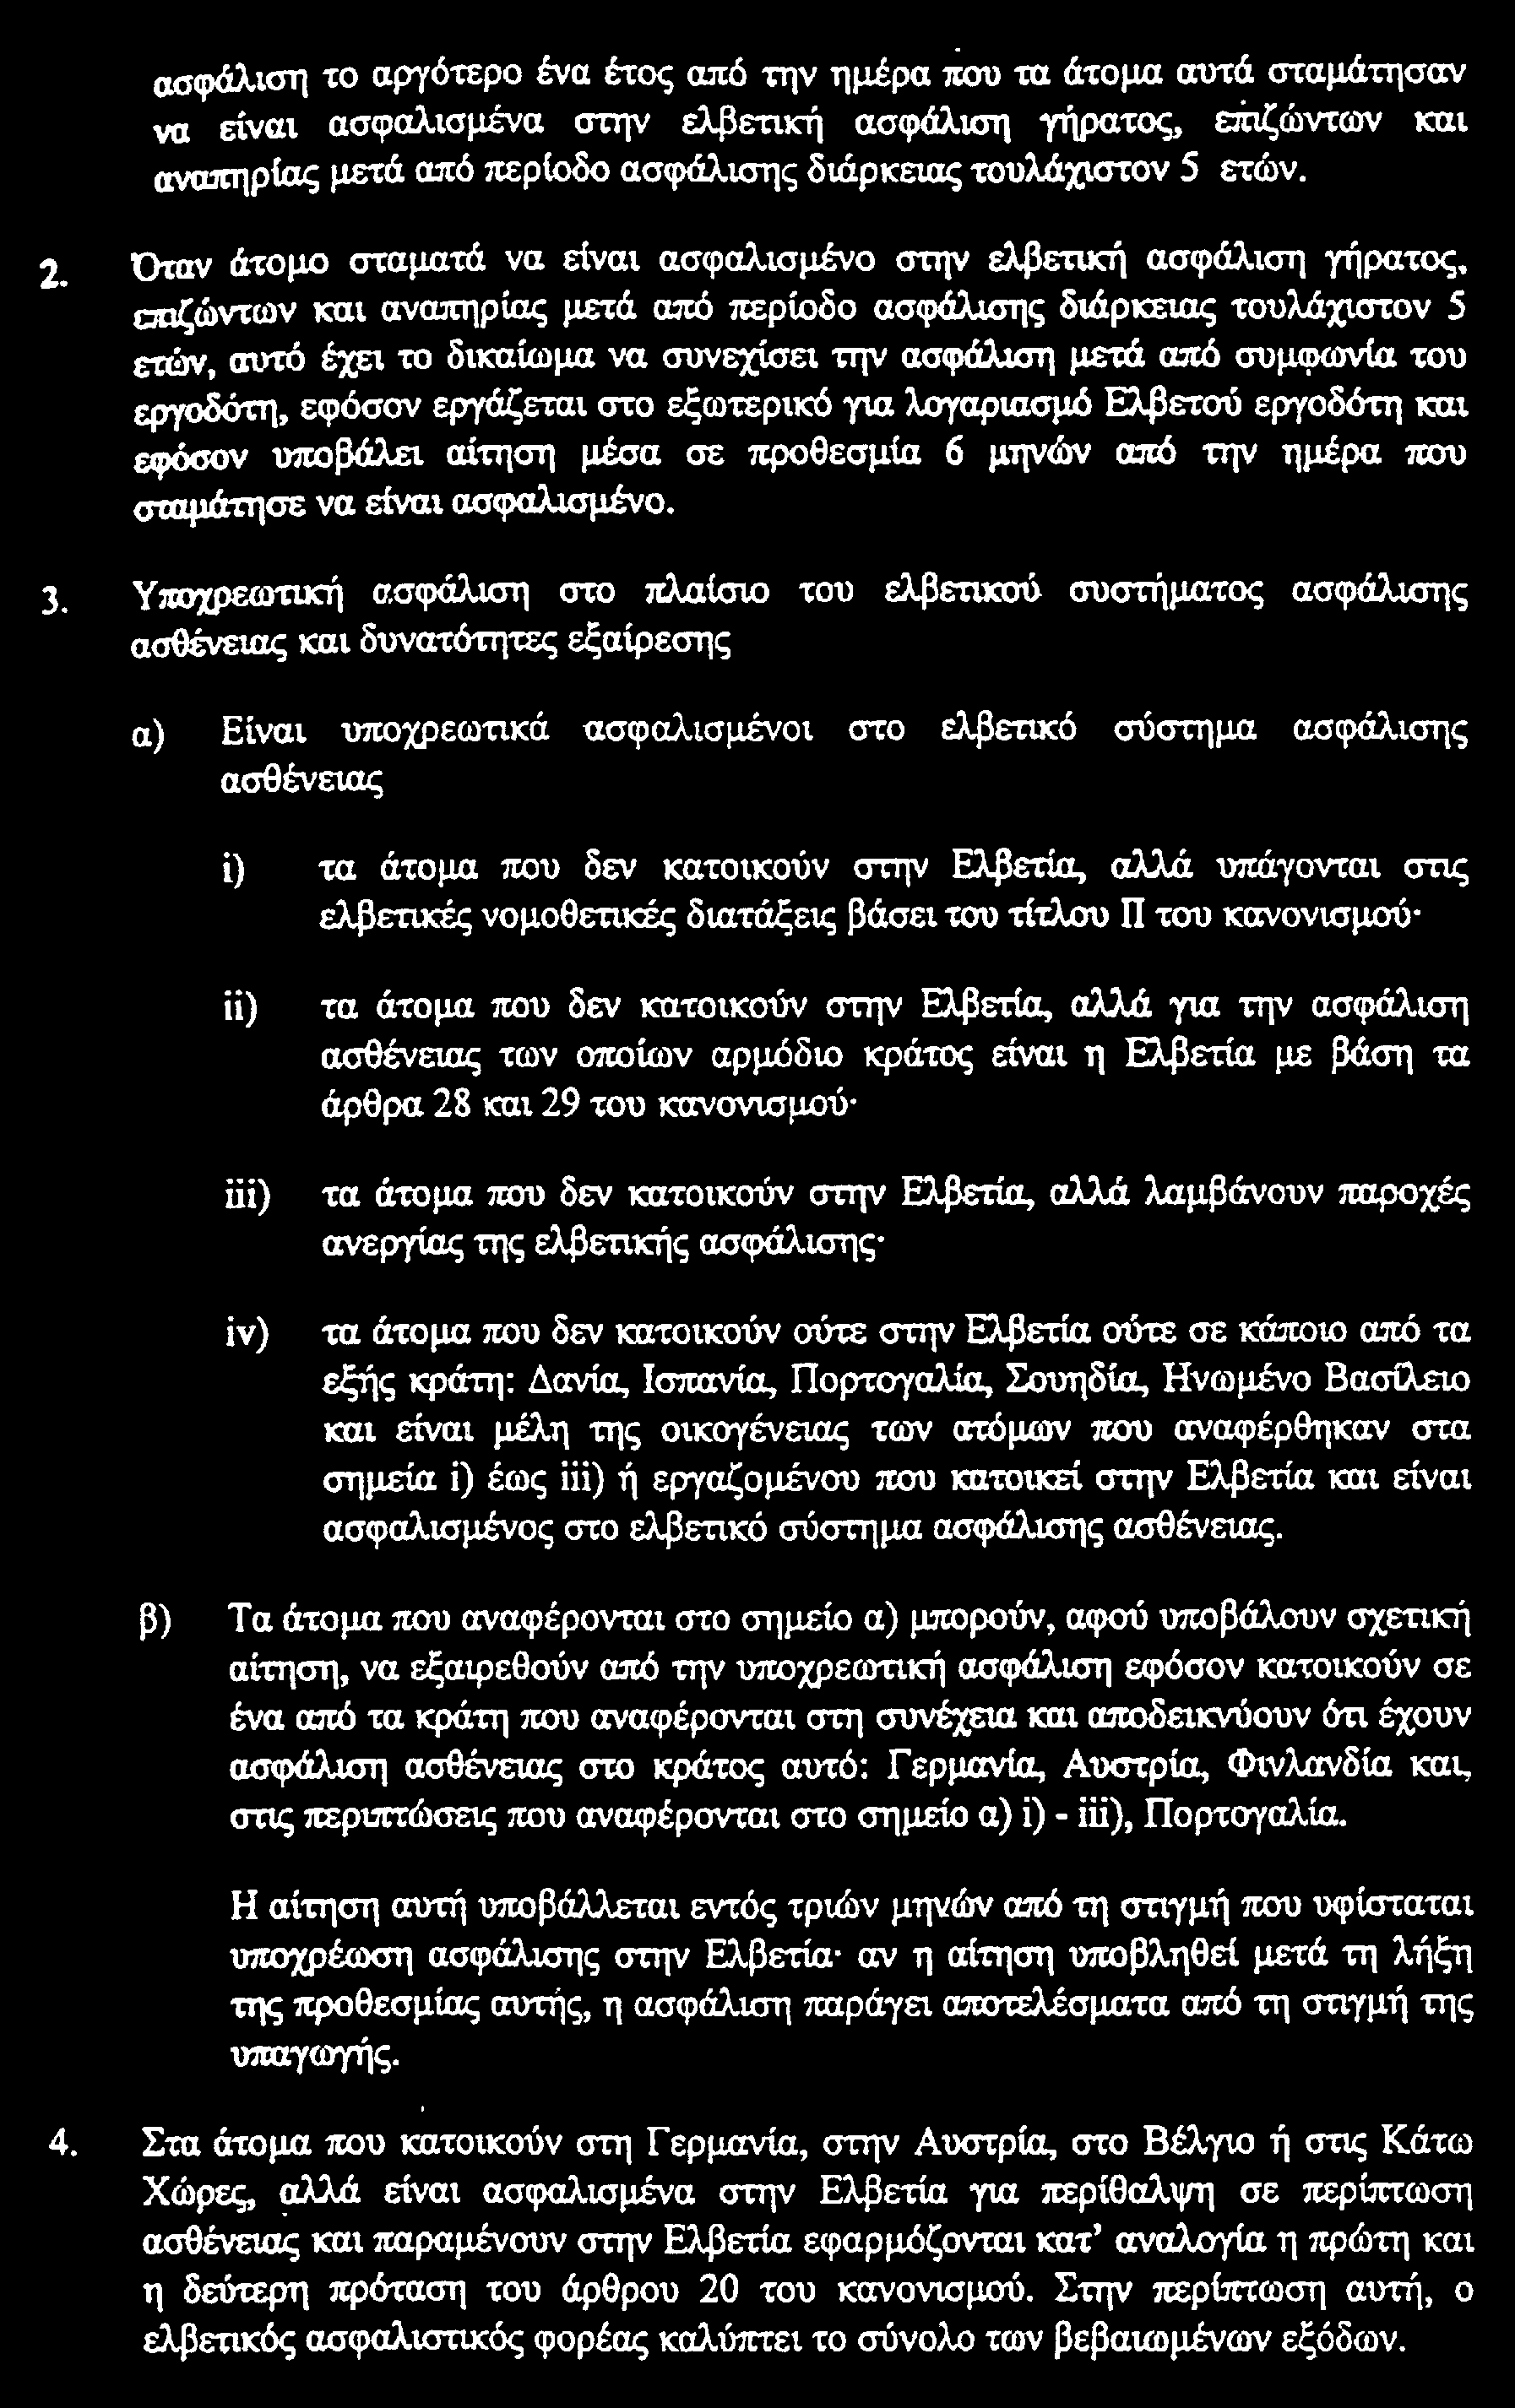 ασφάλιση το αργότερο ένα έτος από την ημέρα που τα άτομα αυτά σταμάτησαν
να είναι ασφαλισμένα στην ελβετική ασφάλιση γήρατος, επιζώντων και
αναπηρίας μετά από περίοδο ασφάλισης διάρκειας τουλάχιστον 5 ετών.
2. Όταν άτομο σταματά να είναι ασφαλισμένο στην ελβετική ασφάλιση γήρατος,
επιζώντων και αναπηρίας μετά από περίοδο ασφάλισης διάρκειας τουλάχιστον 5
ετών, αυτό έχει το δικαίωμα να συνεχίσει την ασφάλιση μετά από συμφωνία του
εργοδότη, εφόσον εργάζεται στο εξωτερικό για λογαριασμό Ελβετού εργοδότη και
εφόσον υποβάλει αίτηση μέσα σε προθεσμία 6 μηνών από την ημέρα που
σταμάτησε να είναι ασφαλισμένο.
3. Υποχρεωτική ασφάλιση στο πλαίσιο του ελβετικού συστήματος ασφάλισης
ασθένειας και δυνατότητες εξαίρεσης
α) Είναι υποχρεωτικά ασφαλισμένοι στο ελβετικό σύστημα ασφάλισης
ασθένειας
i) τα άτομα που δεν κατοικούν στην Ελβετία, αλλά υπάγονται στις
ελβετικές νομοθετικές διατάξεις βάσει του τίτλου ΙΙ του κανονισμού·
ii) τα άτομα που δεν κατοικούν στην Ελβετία, αλλά για την ασφάλιση
ασθένειας των οποίων αρμόδιο κράτος είναι η Ελβετία με βάση τα
άρθρα 28 και 29 του κανονισμού·
iii) τα άτομα που δεν κατοικούν στην Ελβετία, αλλά λαμβάνουν παροχές
ανεργίας της ελβετικής ασφάλισης·
iv) τα άτομα που δεν κατοικούν ούτε στην Ελβετία ούτε σε κάποιο από τα
εξής κράτη: Δανία, Ισπανία, Πορτογαλία, Σουηδία, Ηνωμένο Βασίλειο
και είναι μέλη της οικογένειας των ατόμων που αναφέρθηκαν στα
σημεία i) έως iii) ή εργαζομένου που κατοικεί στην Ελβετία και είναι
ασφαλισμένος στο ελβετικό σύστημα ασφάλισης ασθένειας.
β) Τα άτομα που αναφέρονται στο σημείο α) μπορούν, αφού υποβάλουν σχετική
αίτηση, να εξαιρεθούν από την υποχρεωτική ασφάλιση εφόσον κατοικούν σε
ένα από τα κράτη που αναφέρονται στη συνέχεια και αποδεικνύουν ότι έχουν
ασφάλιση ασθένειας στο κράτος αυτό: Γερμανία, Αυστρία, Φινλανδία και,
στις περιπτώσεις που αναφέρονται στο σημείο α) i) - iii), Πορτογαλία.
Η αίτηση αυτή υποβάλλεται εντός τριών μηνών από τη στιγμή που υφίσταται
υποχρέωση ασφάλισης στην Ελβετία· αν η αίτηση υποβληθεί μετά τη λήξη
της προθεσμίας αυτής, η ασφάλιση παράγει αποτελέσματα από τη στιγμή της
υπαγωγής.
4. Στα άτομα που κατοικούν στη Γερμανία, στην Αυστρία, στο Βέλγιο ή στις Κάτω
Χώρες, αλλά είναι ασφαλισμένα στην Ελβετία για περίθαλψη σε περίπτωση
ασθένειας και παραμένουν στην Ελβετία εφαρμόζονται κατ' αναλογία η πρώτη και
η δεύτερη πρόταση του άρθρου 20 του κανονισμού. Στην περίπτωση αυτή, ο
ελβετικός ασφαλιστικός φορέας καλύπτει το σύνολο των βεβαιωμένων εξόδων.